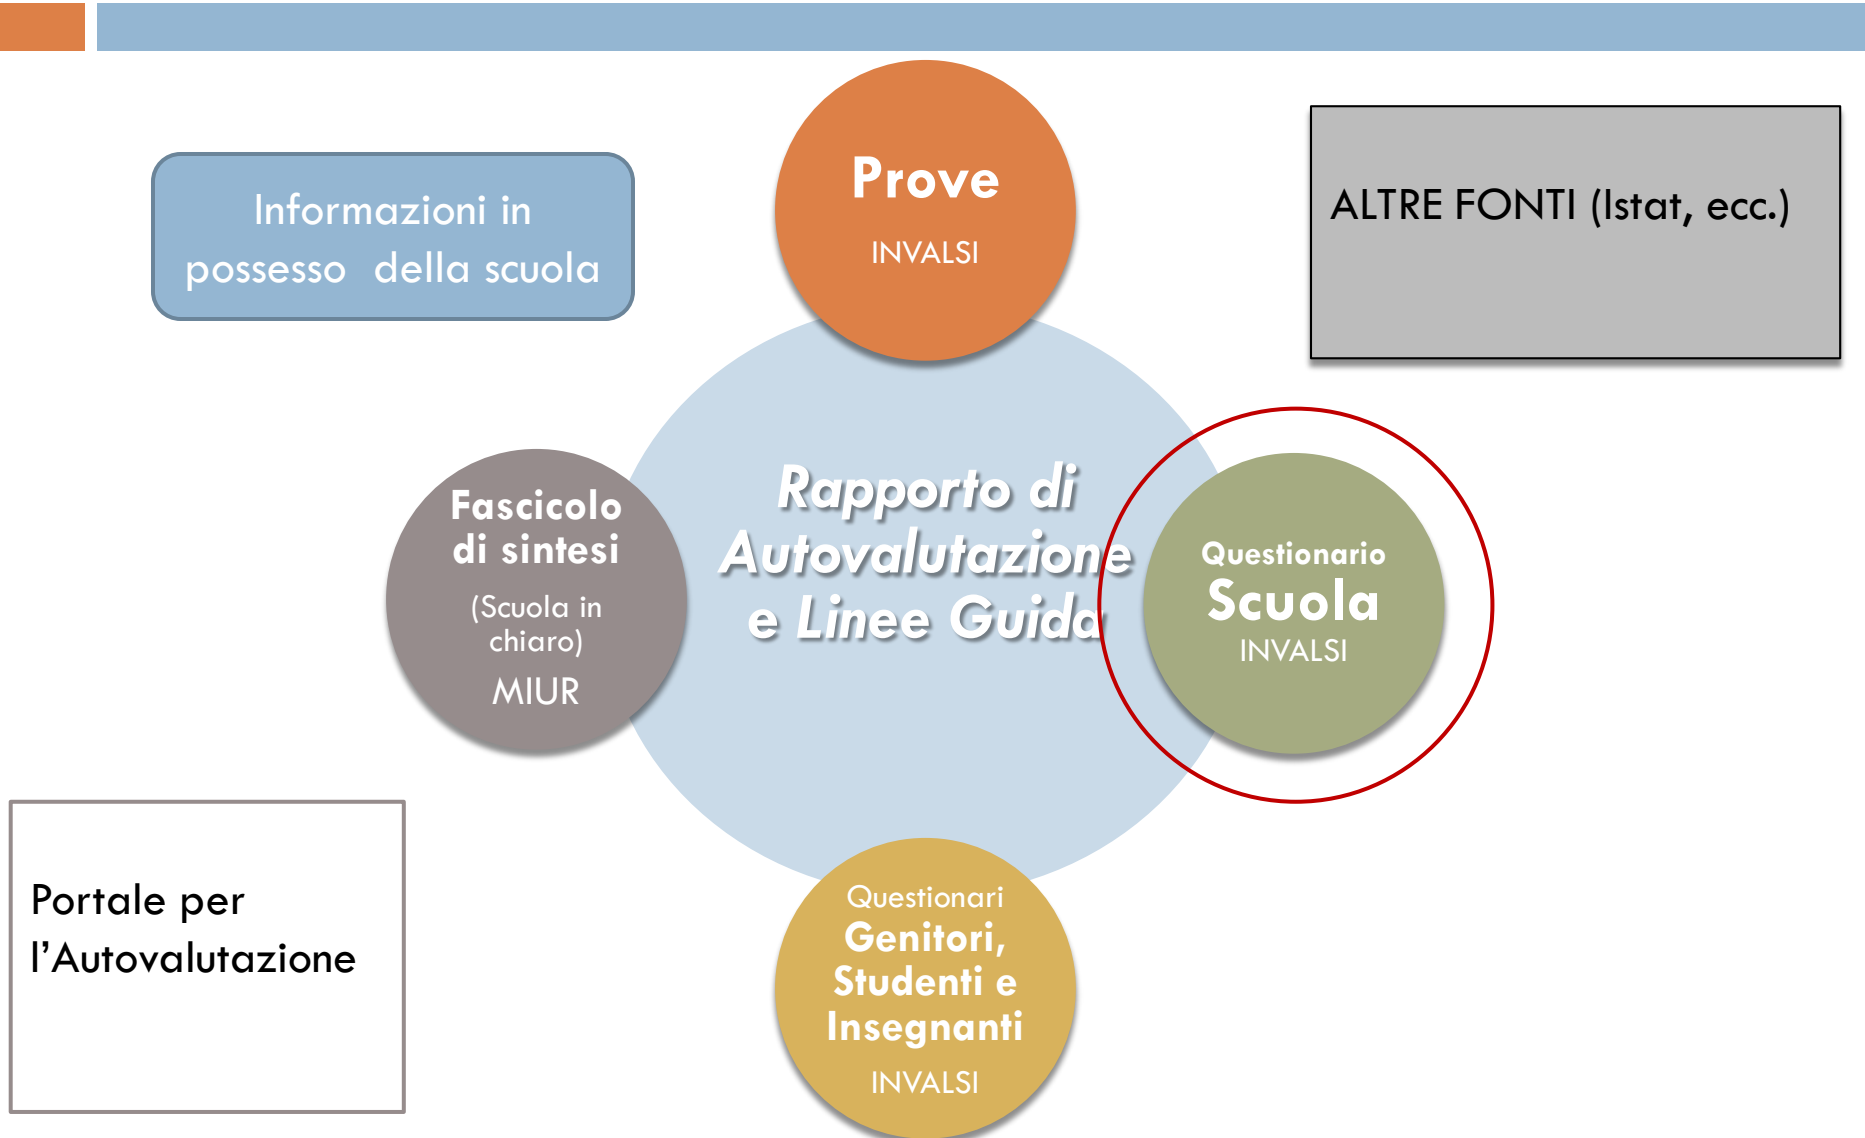 Informazioni in
possesso della scuola
Prove
INVALSI
ALTRE FONTI (Istat, ecc.)
Fascicolo
di sintesi
(Scuola in
chiaro)
MIUR
Rapporto di
Autovalutazione
e Linee Guida
Questionario
Scuola
INVALSI
Portale per
l’Autovalutazione
Questionari
Genitori,
Studenti e
Insegnanti
INVALSI